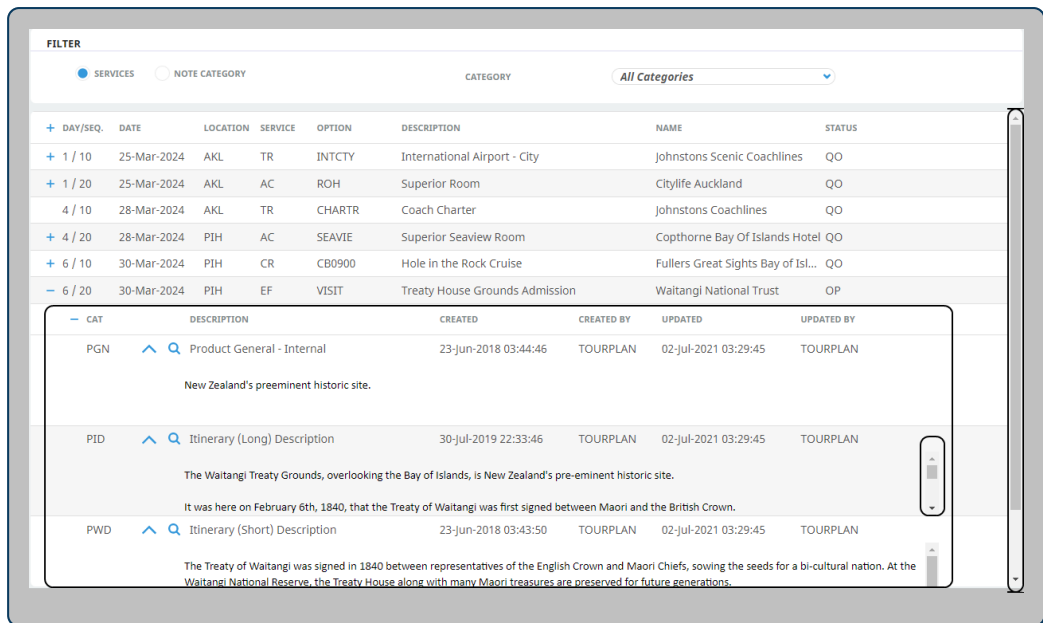 FILTER
SERVICES NOTE CATEGORY CATEGORY All Categories
DAY/SEQ. DATE LOCATION SERVICE OPTION DESCRIPTION NAME STATUS
1 / 10 25-Mar-2024 AKL TR INTCTY International Airport - City Johnstons Scenic Coachlines QO
1 / 20 25-Mar-2024 AKL AC ROH Superior Room Citylife Auckland QO
4 / 10 28-Mar-2024 AKL TR CHARTR Coach Charter Johnstons Coachlines QO
4 / 20 28-Mar-2024 PIH AC SEAVIE Superior Seaview Room Copthorne Bay Of Islands Hotel QO
6 / 10 30-Mar-2024 PIH CR CB0900 Hole in the Rock Cruise Fullers Great Sights Bay of Isl... QO
6 / 20 30-Mar-2024 PIH EF VISIT Treaty House Grounds Admission Waitangi National Trust OP
CAT DESCRIPTION CREATED CREATED BY UPDATED UPDATED BY
PGN Product General - Internal 23-Jun-2018 03:44:46 TOURPLAN 02-Jul-2021 03:29:45 TOURPLAN
New Zealand's preeminent historic site.
PID Itinerary (Long) Description 30-Jul-2019 22:33:46 TOURPLAN 02-Jul-2021 03:29:45 TOURPLAN
The Waitangi Treaty Grounds, overlooking the Bay of Islands, is New Zealand's pre-eminent historic site.
It was here on February 6th, 1840, that the Treaty of Waitangi was first signed between Maori and the British Crown.
PWD Itinerary (Short) Description 23-Jun-2018 03:43:50 TOURPLAN 02-Jul-2021 03:29:45 TOURPLAN
The Treaty of Waitangi was signed in 1840 between representatives of the English Crown and Maori Chiefs, sowing the seeds for a bi-cultural nation. At the
Waitangi National Reserve, the Treaty House along with many Maori treasures are preserved for future generations.